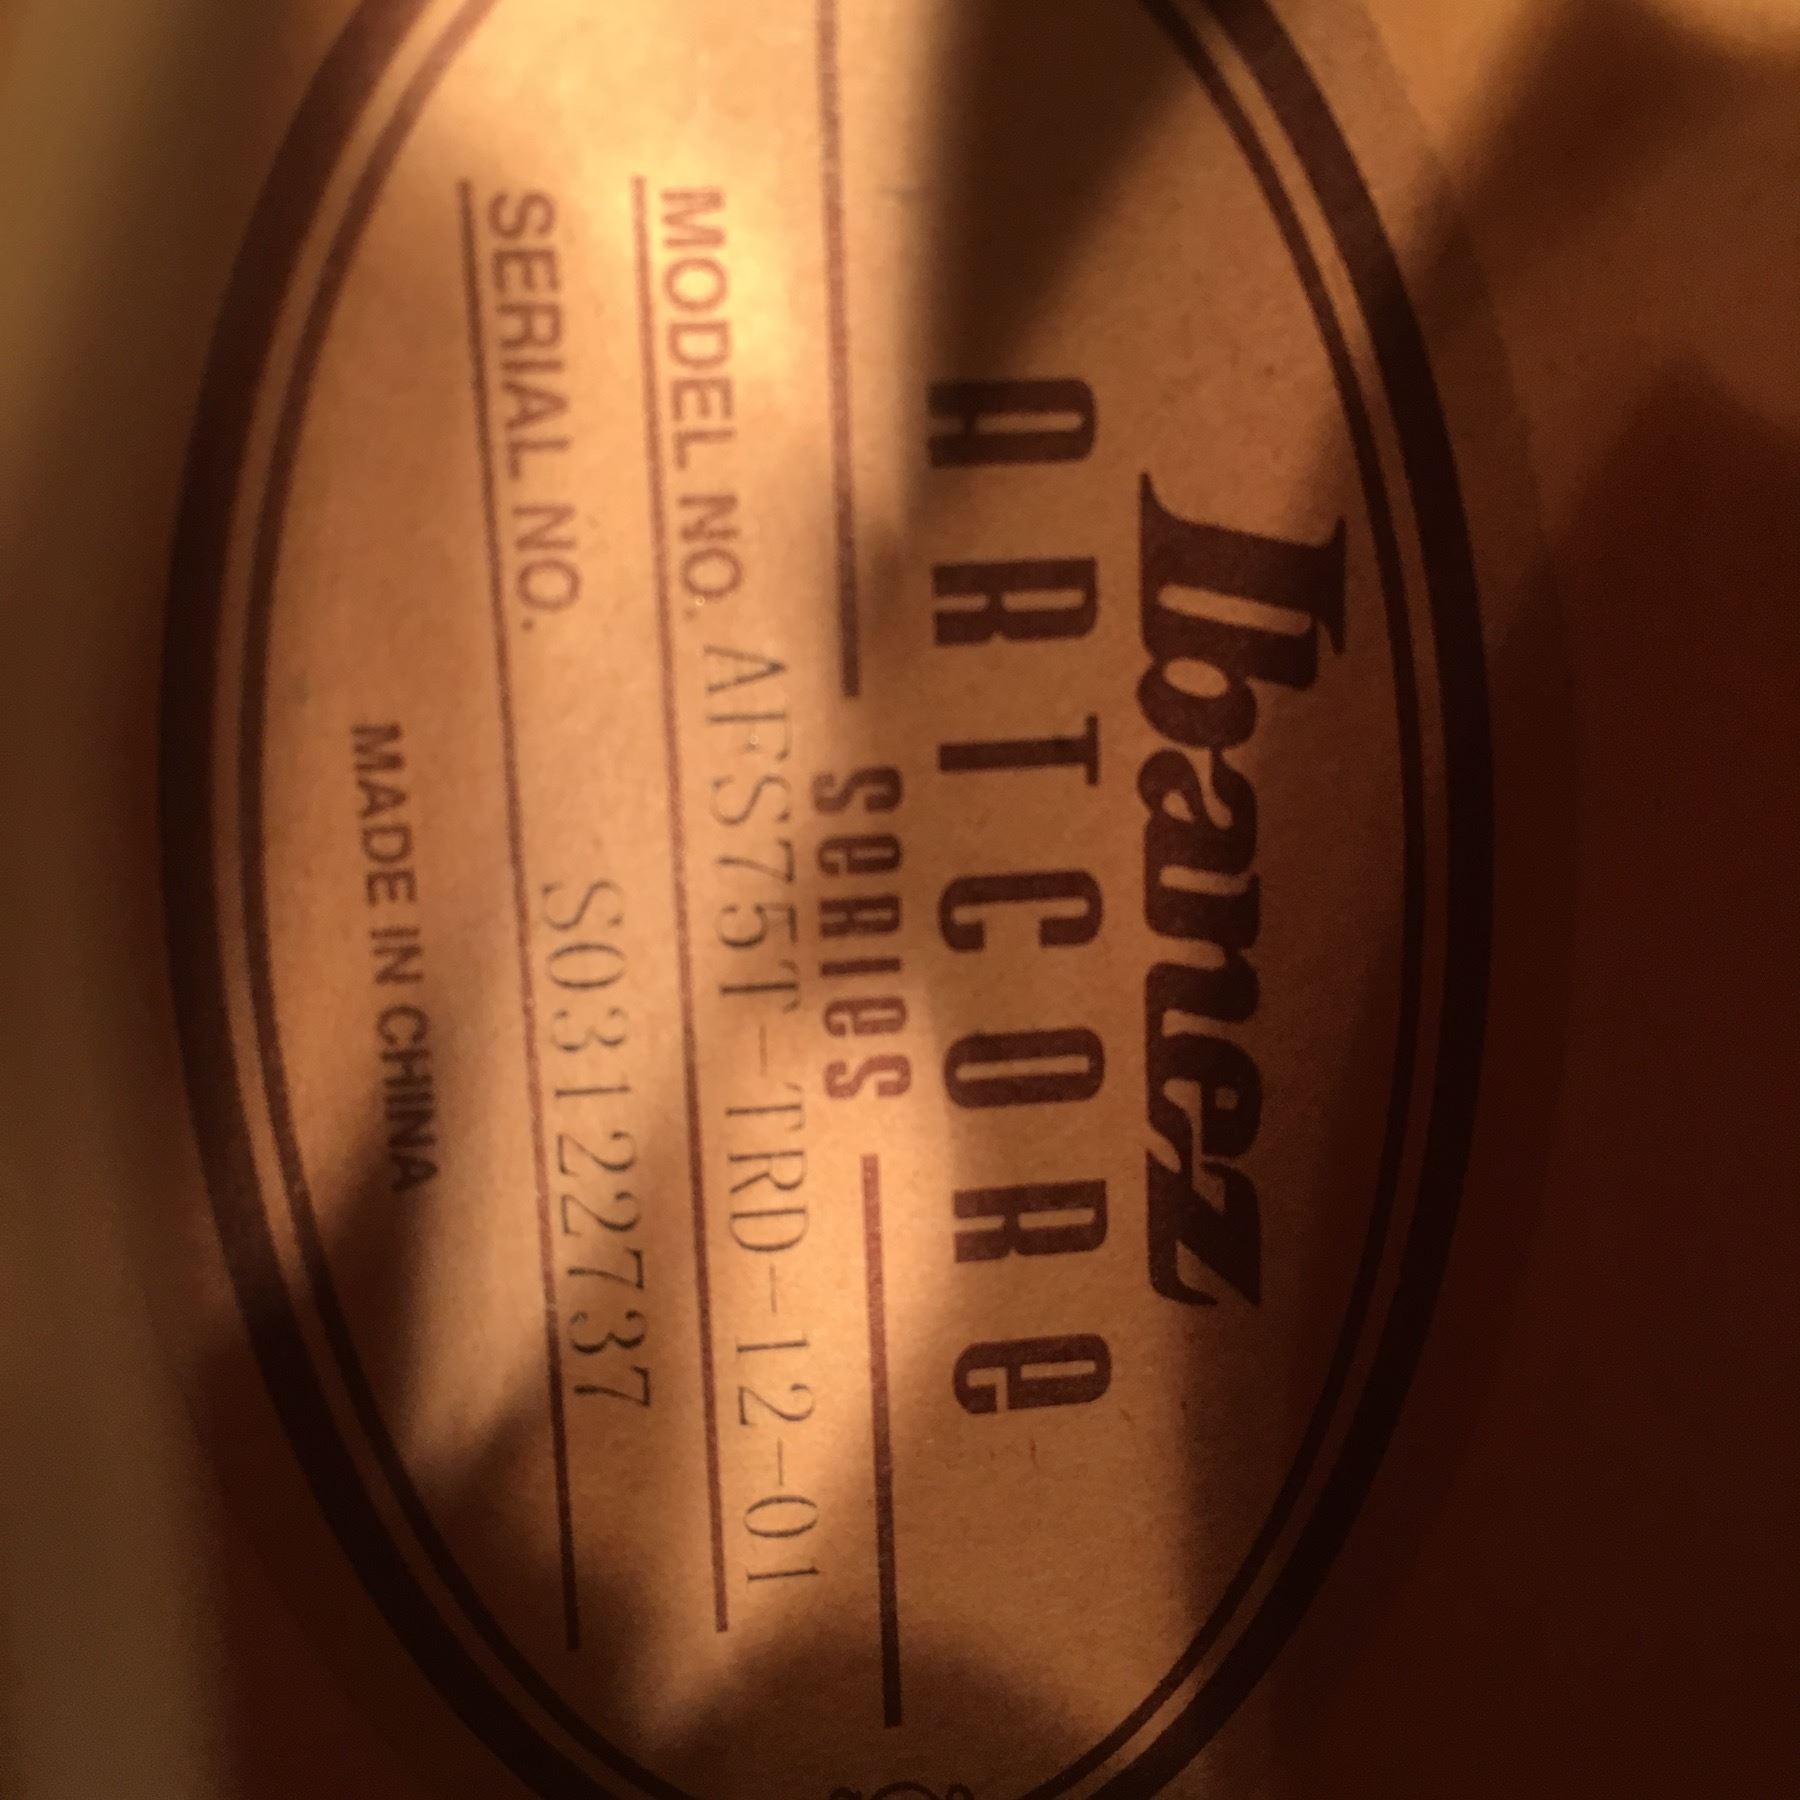 Ibanez
ARTCORE
SERIES
MODEL NO. AFS75T-TRD-12-01
SERIAL NO. S03122737
MADE IN CHINA